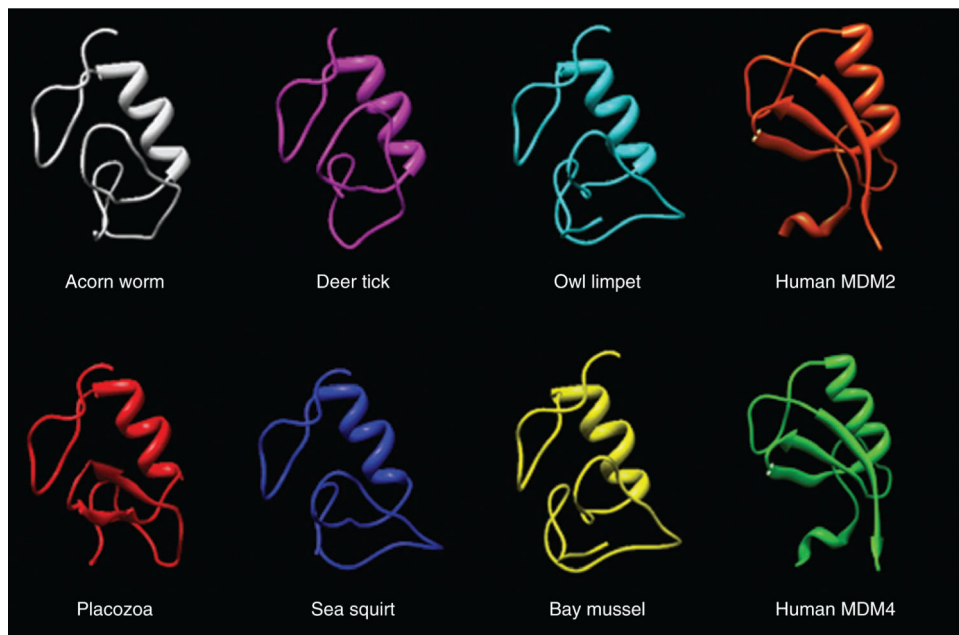 Acorn worm
Deer tick
Owl limpet
Human MDM2
Placozoa
Sea squirt
Bay mussel
Human MDM4